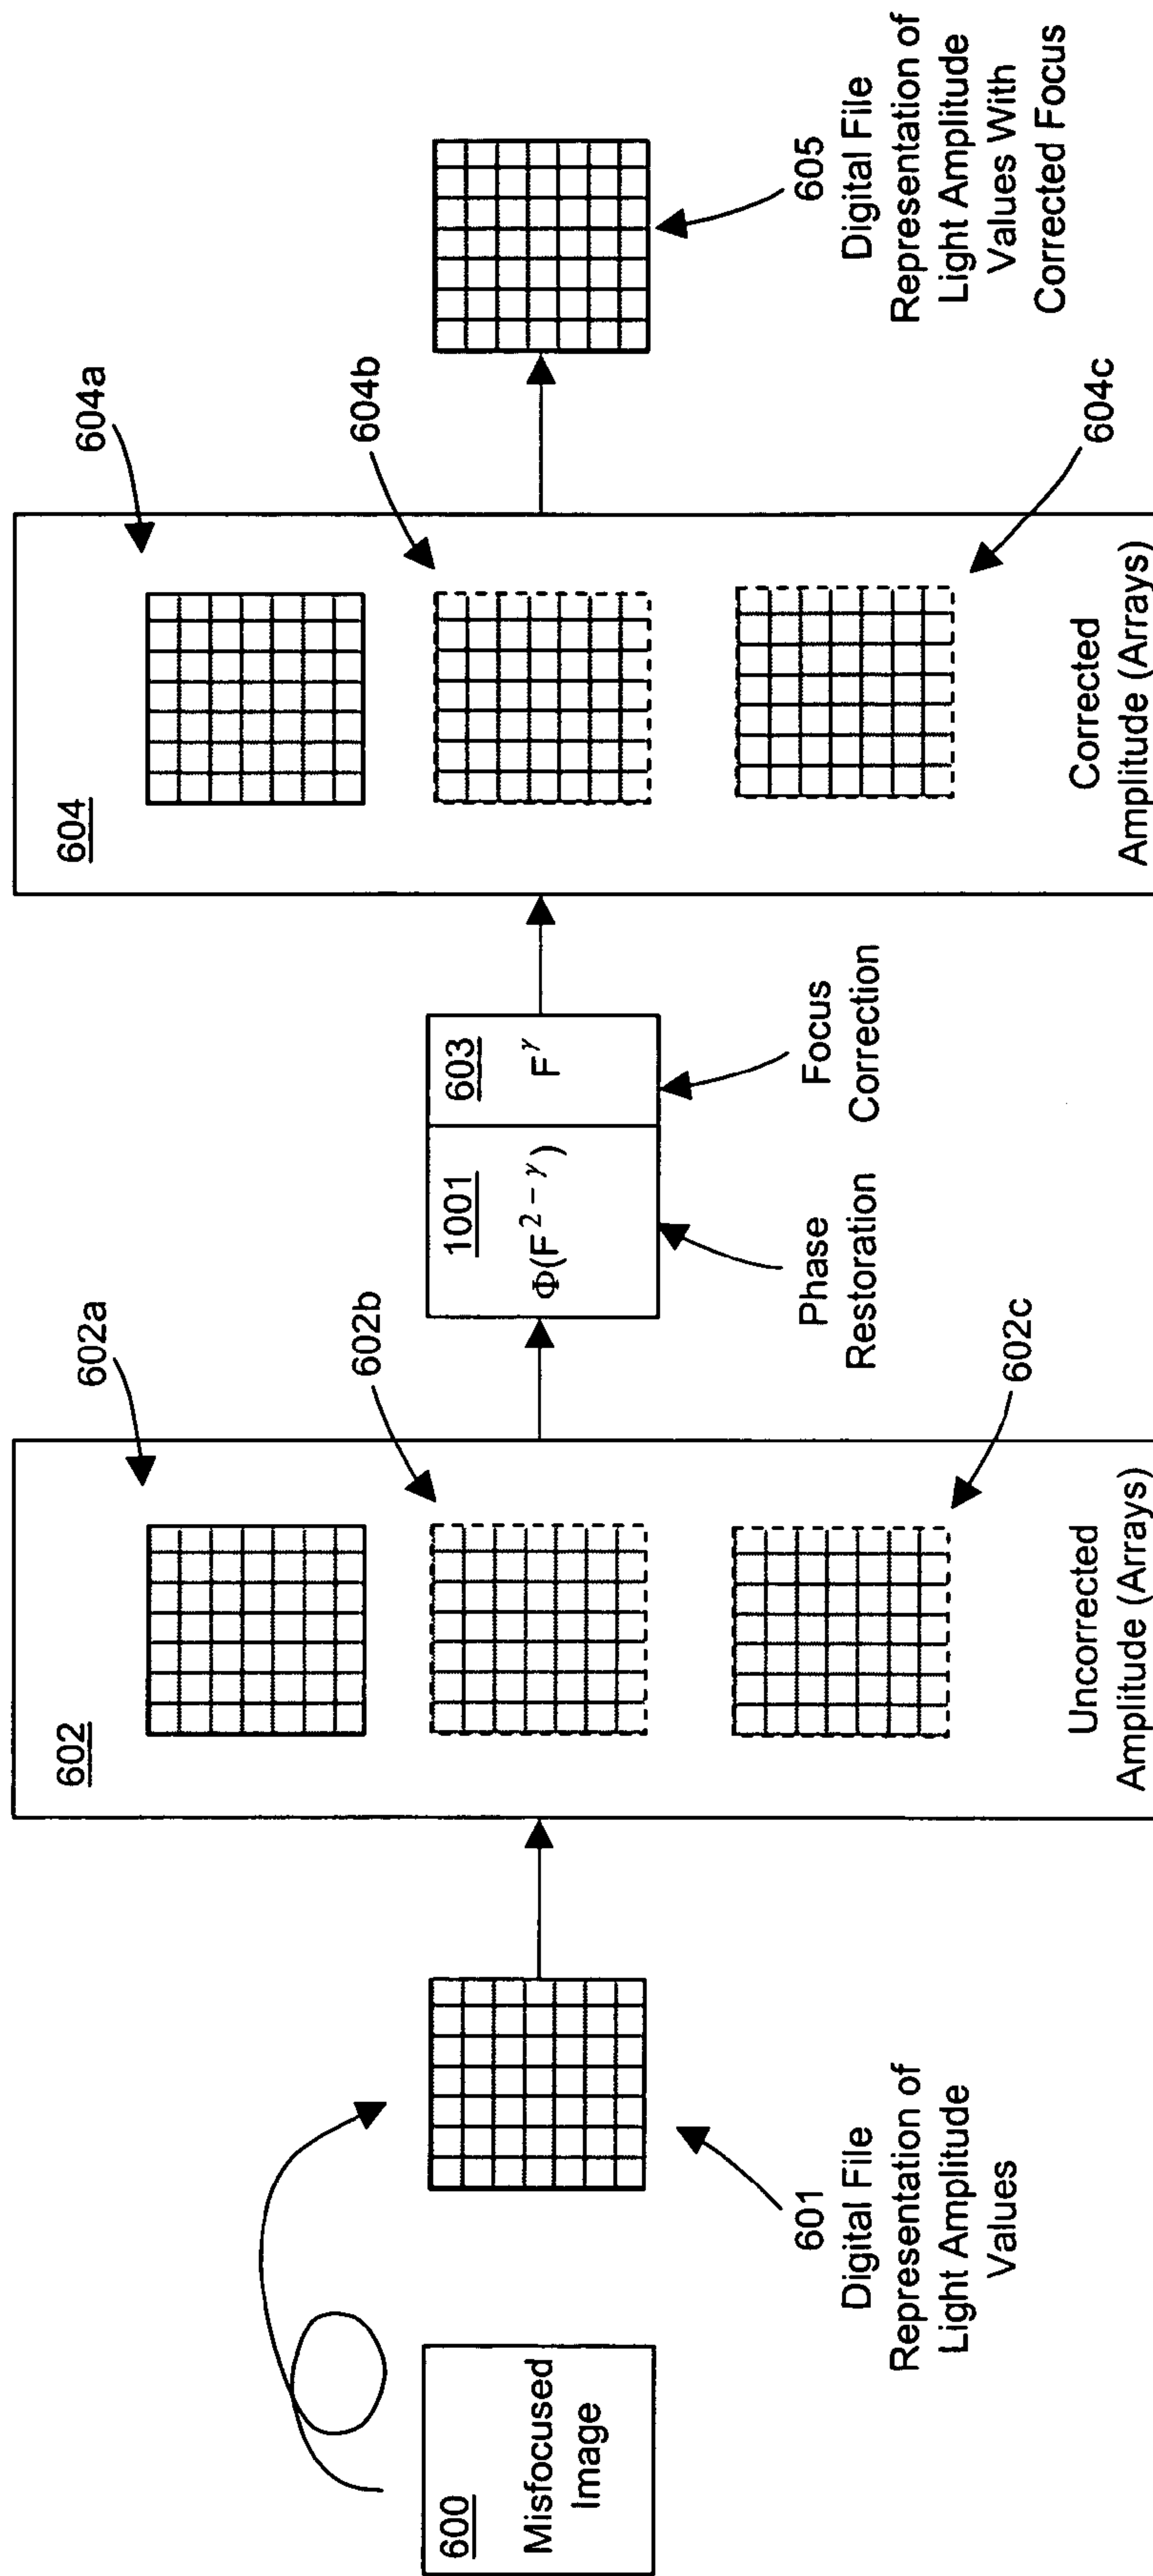 600
Misfocused
Image
601
Digital File
Representation of
Light Amplitude
Values
602
602a
602b
602c
Uncorrected
Amplitude (Arrays)
1001
Φ(F^{2 − γ})
603
F^γ
Phase
Restoration
Focus
Correction
604
604a
604b
604c
Corrected
Amplitude (Arrays)
605
Digital File
Representation of
Light Amplitude
Values With
Corrected Focus